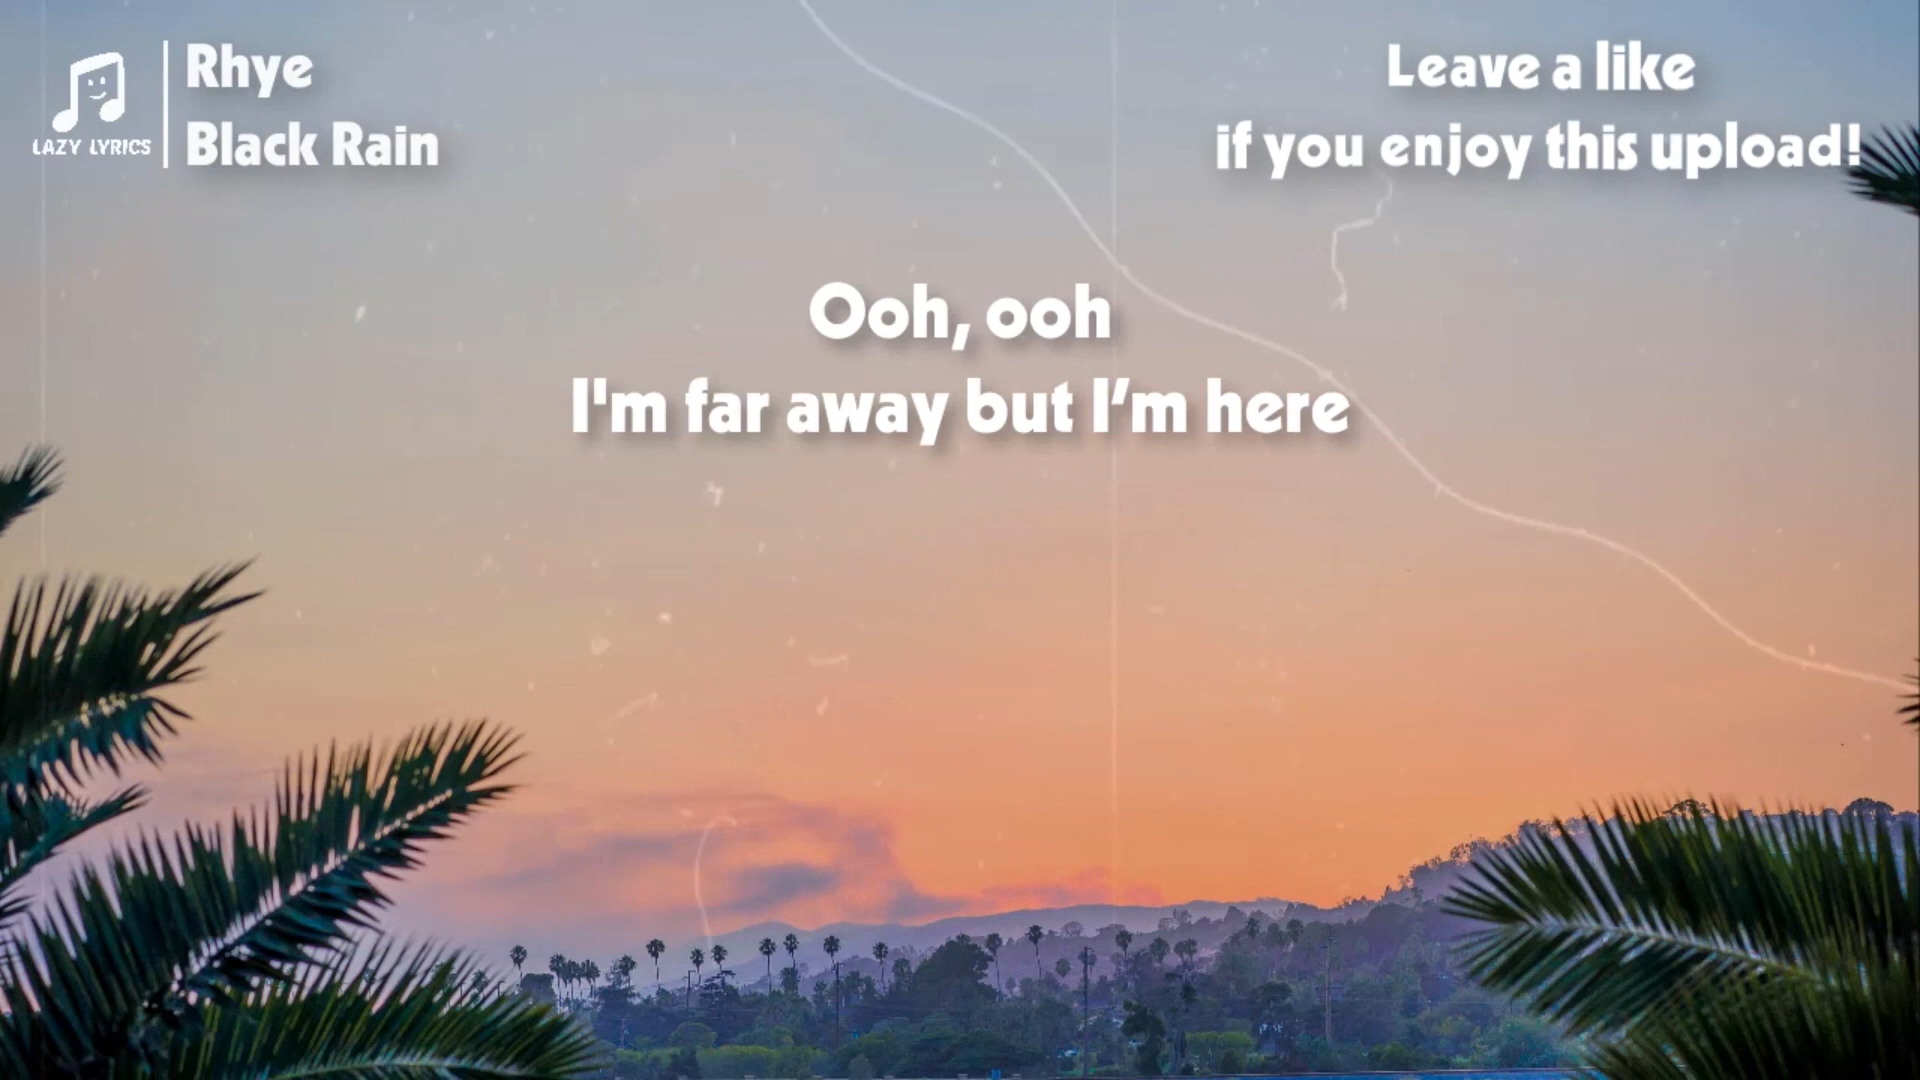 LAZY LYRICS
Rhye
Black Rain
Leave a like
if you enjoy this upload!
Ooh, ooh
I'm far away but I’m here